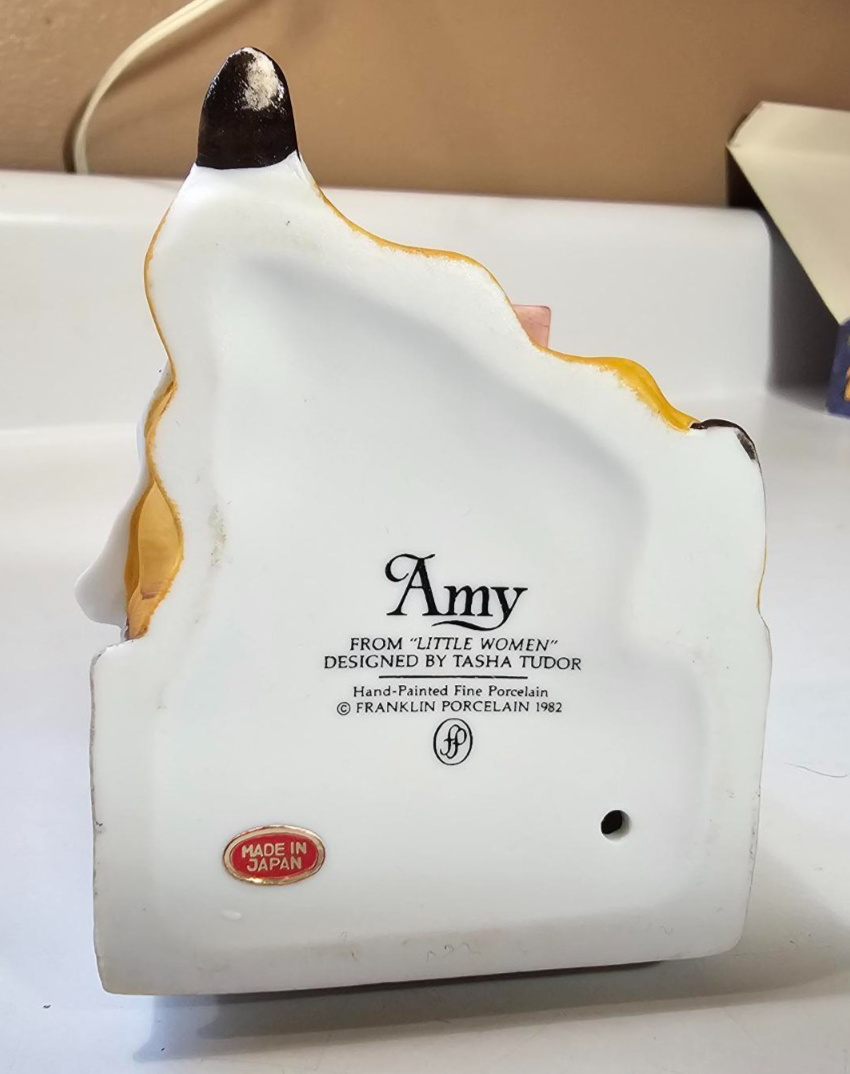 Amy
FROM "LITTLE WOMEN"
DESIGNED BY TASHA TUDOR
Hand-Painted Fine Porcelain
© FRANKLIN PORCELAIN 1982
fp
MADE IN
JAPAN